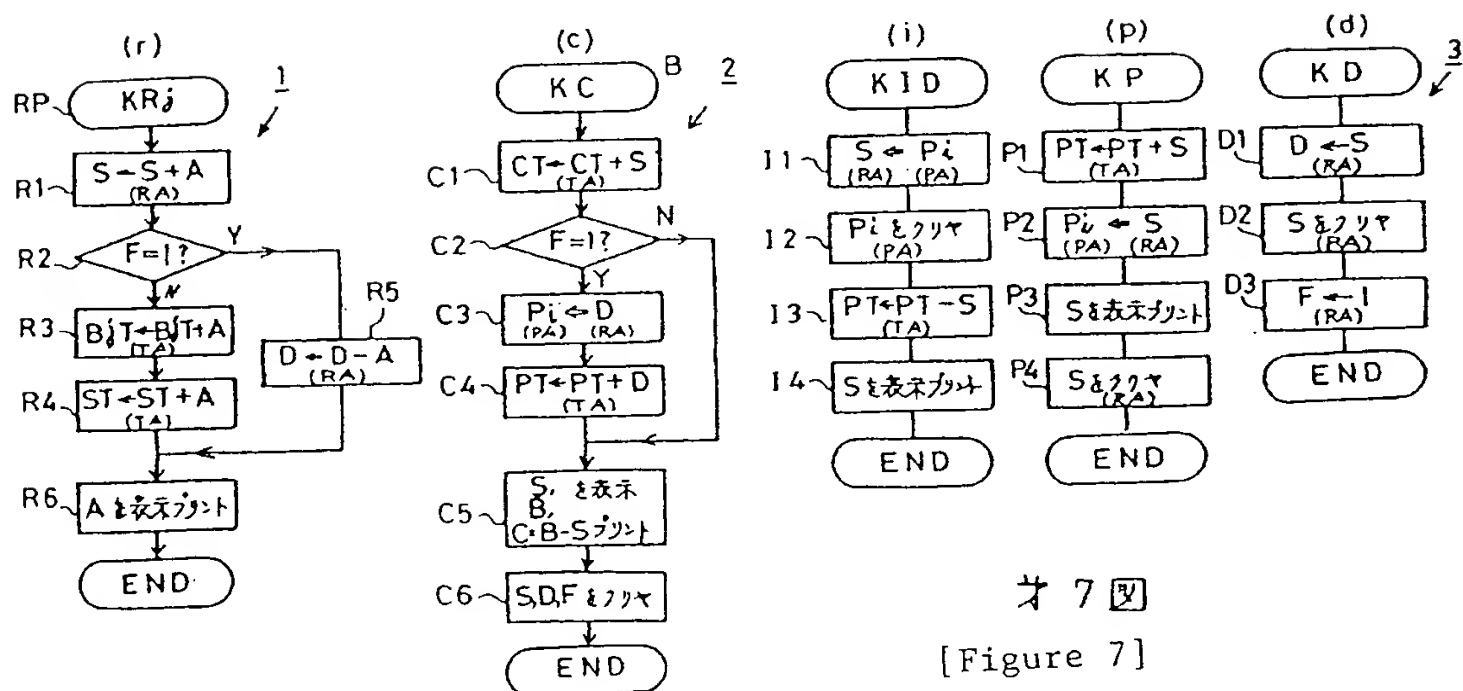 (r)
1
RP
KRj
R1
S←S+A
(RA)
R2
F=1?
Y
N
R3
BjT←BjT+A
(TA)
R5
D←D-A
(RA)
R4
ST←ST+A
(TA)
R6
Aを表示プリント
END
(c)
B
2
KC
C1
CT←CT+S
(TA)
C2
F=1?
N
Y
C3
Pi←D
(PA) (RA)
C4
PT←PT+D
(TA)
C5
S, を表示
B,
C=B-Sプリント
C6
S,D,Fをクリヤ
END
(i)
KID
I1
S←Pi
(RA) (PA)
I2
Piをクリヤ
(PA)
I3
PT←PT-S
(TA)
I4
Sを表示プリント
END
(p)
KP
P1
PT←PT+S
(TA)
P2
Pi←S
(PA) (RA)
P3
Sを表示プリント
P4
Sをクリヤ
(RA)
END
(d)
3
KD
D1
D←S
(RA)
D2
Sをクリヤ
(RA)
D3
F←1
(RA)
END
才7図
[Figure 7]